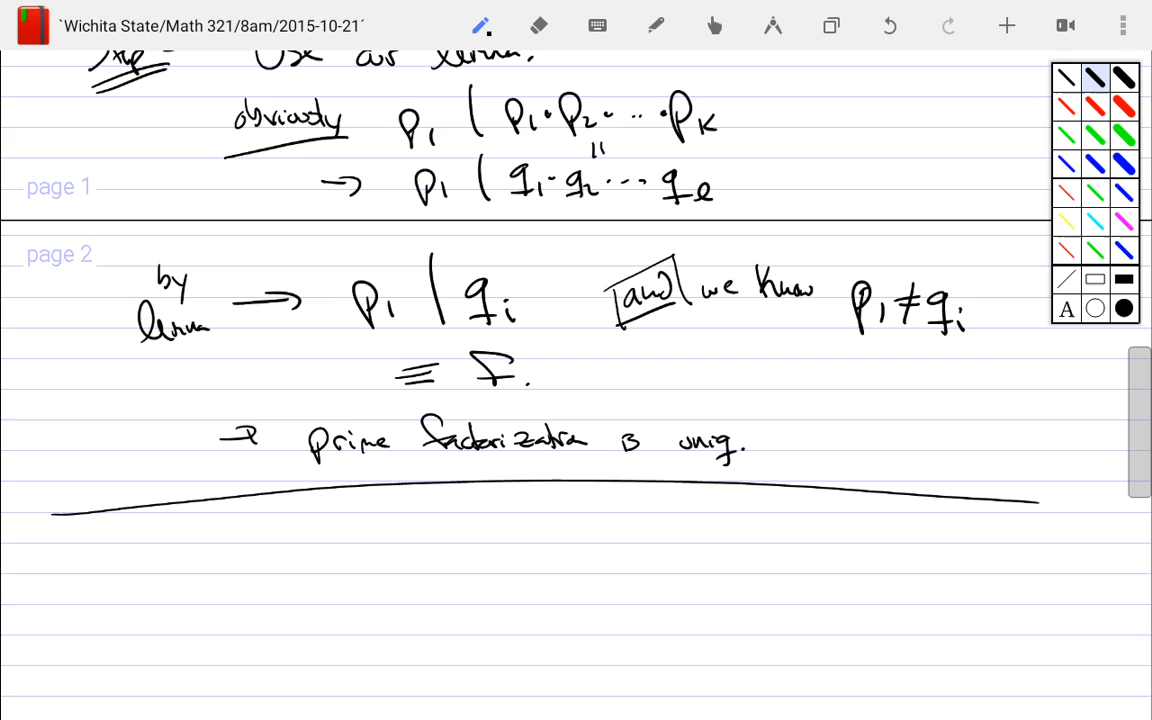 `Wichita State/Math 321/8am/2015-10-21´
Use our lemma.
obviously p₁ | p₁·p₂· ... ·pₖ
||
page 1
→ p₁ | q₁·q₂ ... qₗ
page 2
by lemma → p₁ | qᵢ and we know p₁ ≠ qᵢ
≡ F.
→ prime factorization is uniq.
A